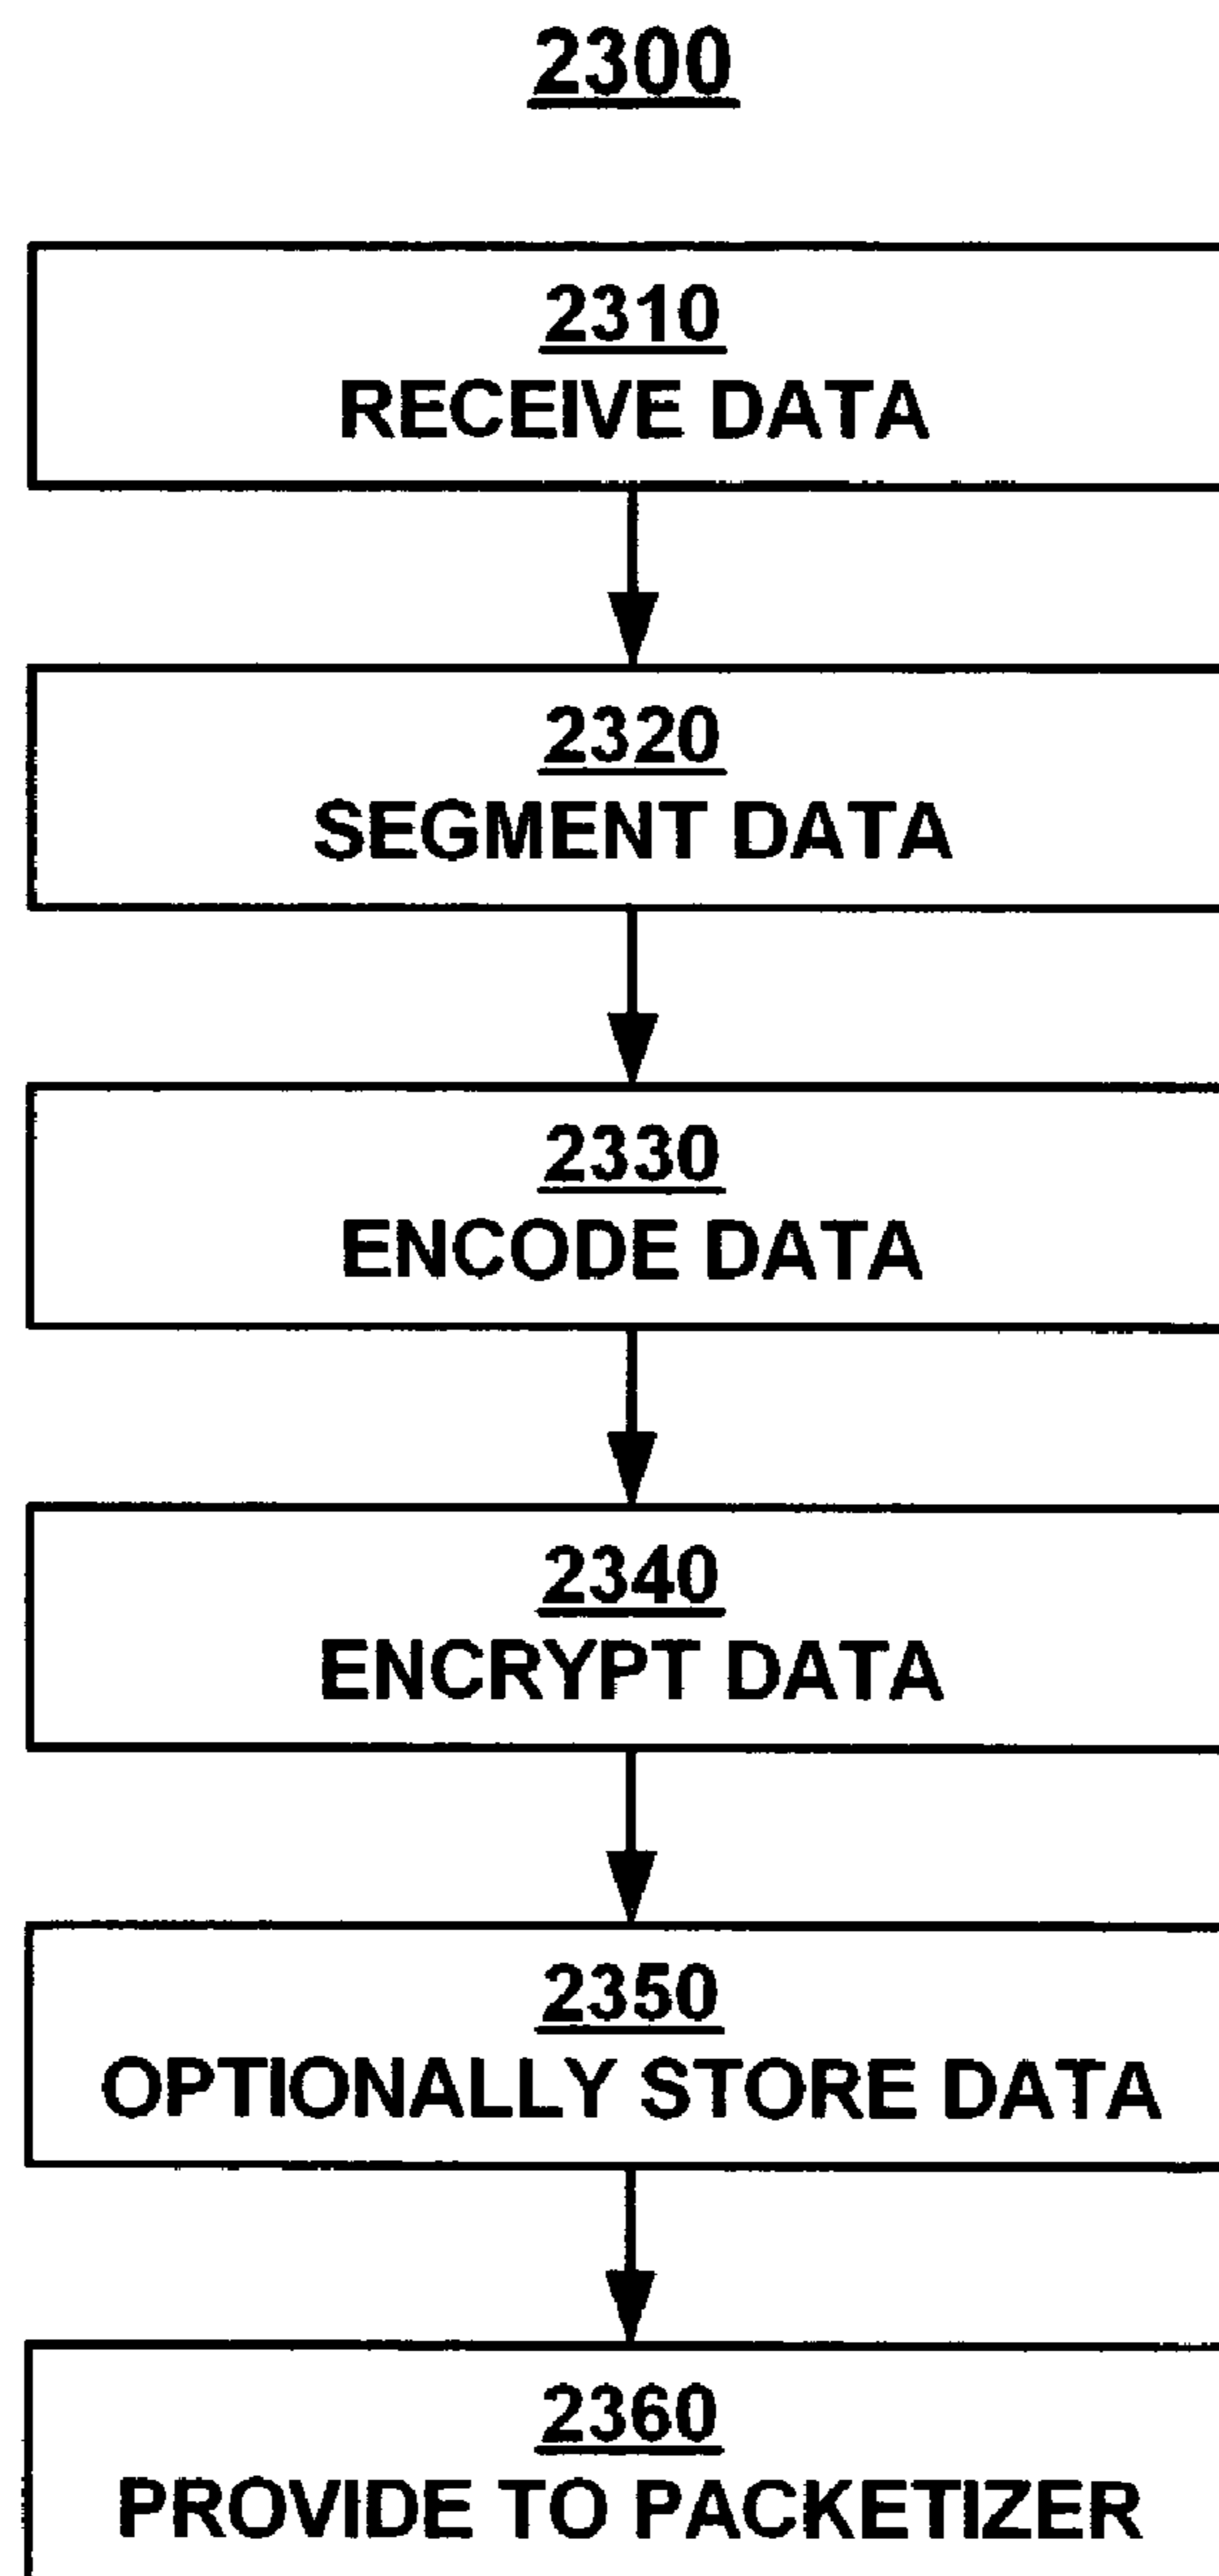 2300
2310
RECEIVE DATA
2320
SEGMENT DATA
2330
ENCODE DATA
2340
ENCRYPT DATA
2350
OPTIONALLY STORE DATA
2360
PROVIDE TO PACKETIZER